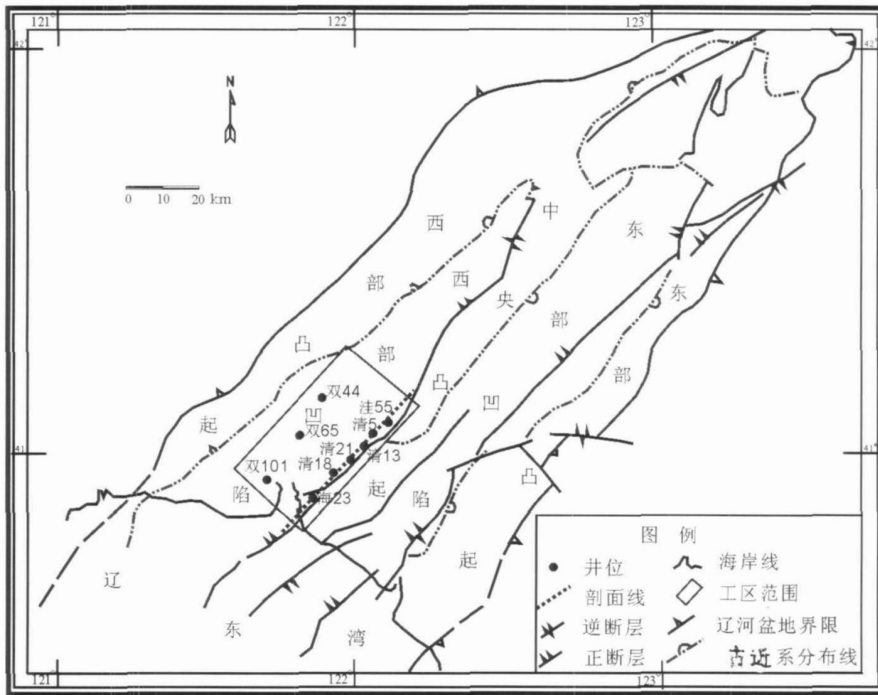 121°
122°
123°
42°
42°
N
0 10 20 km
西部凸起
西部凹陷
中央凸起
东部凹陷
东部凸起
双44
洼55
清5
双65
清13
清21
清18
双101
海23
41°
41°
辽东湾
图 例
井位
海岸线
剖面线
工区范围
逆断层
辽河盆地界限
正断层
古近系分布线
121°
122°
123°